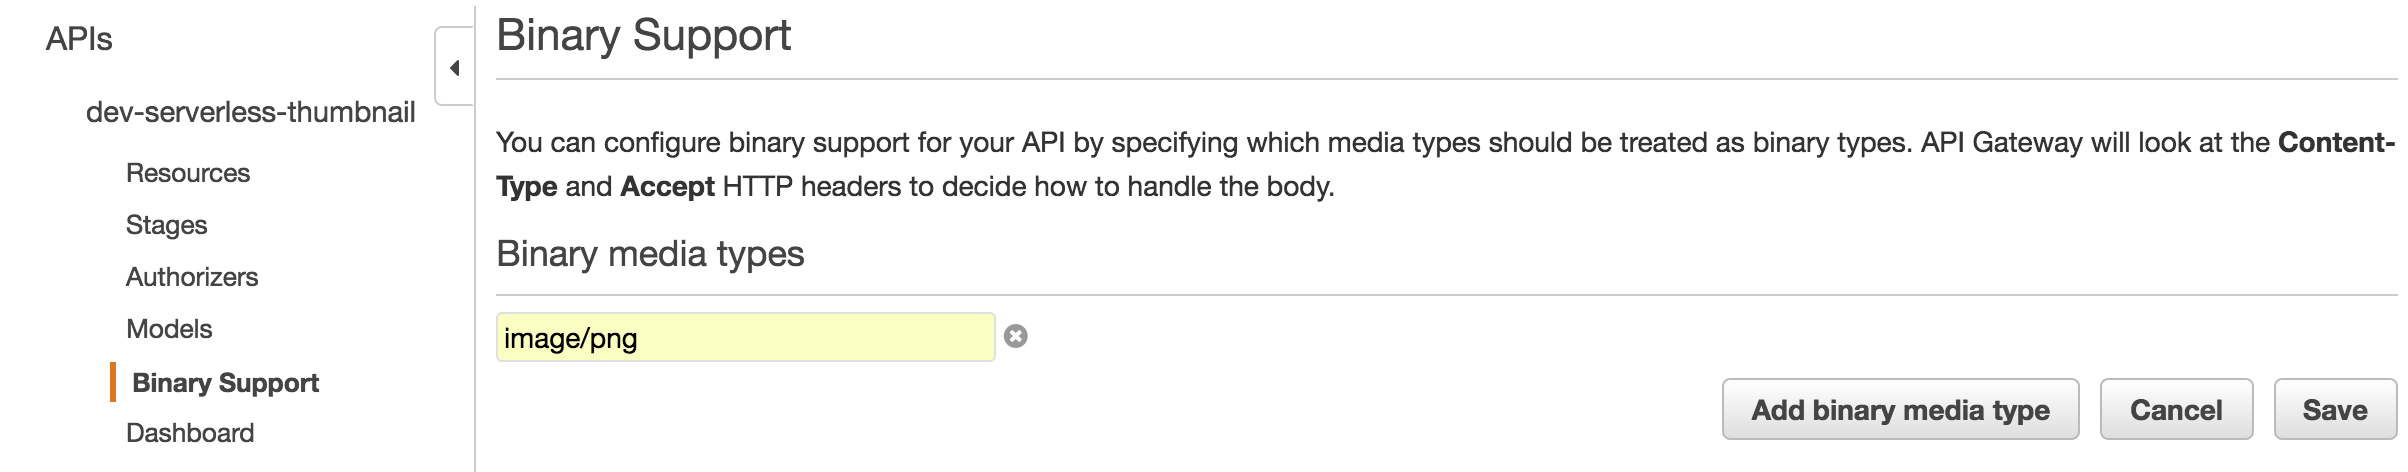 APIs
dev-serverless-thumbnail
Resources
Stages
Authorizers
Models
Binary Support
Dashboard
Binary Support
You can configure binary support for your API by specifying which media types should be treated as binary types. API Gateway will look at the Content-
Type and Accept HTTP headers to decide how to handle the body.
Binary media types
image/png
Add binary media type
Cancel
Save